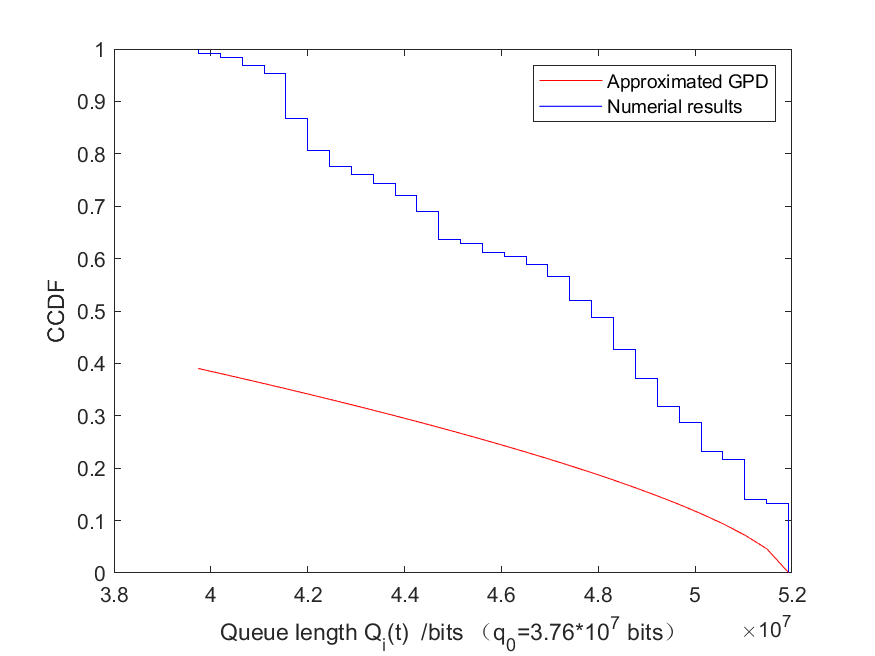 1
0.9
0.8
0.7
0.6
0.5
0.4
0.3
0.2
0.1
0
CCDF
Approximated GPD
Numerial results
3.8 4 4.2 4.4 4.6 4.8 5 5.2
×10^7
Queue length Q_i(t) /bits （q_0=3.76*10^7 bits）